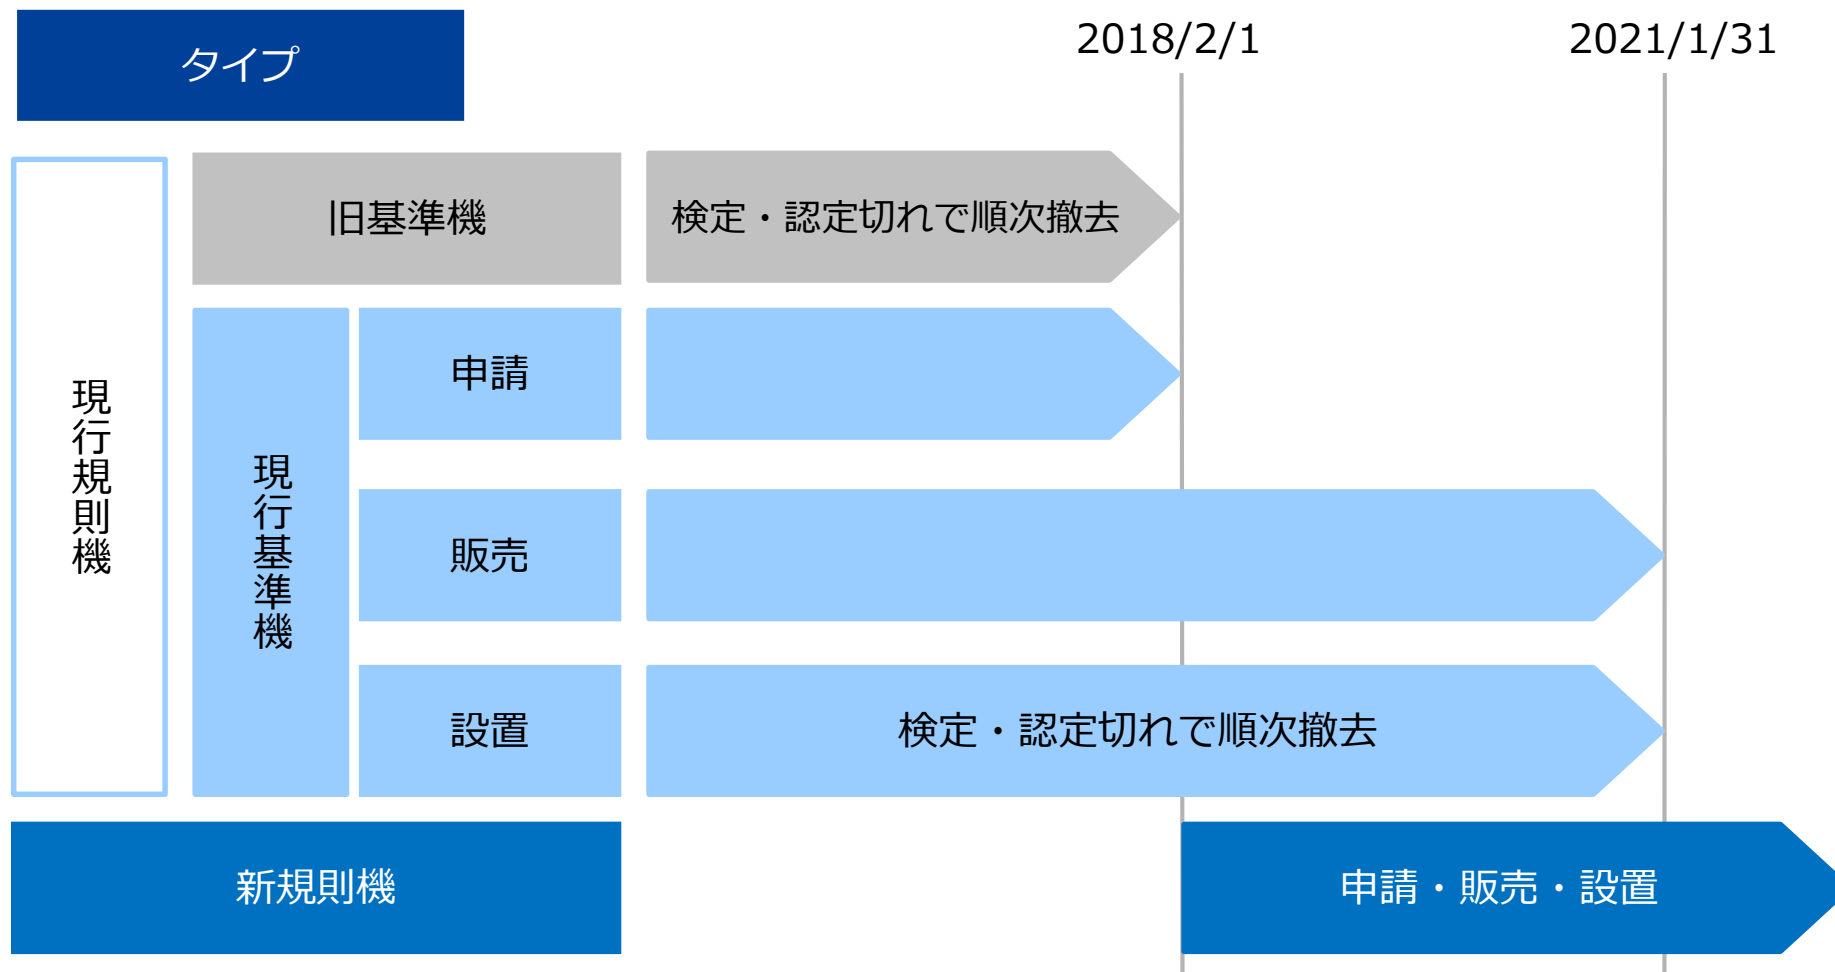 タイプ
2018/2/1
2021/1/31
現行規則機
旧基準機
検定・認定切れで順次撤去
現行基準機
申請
販売
設置
検定・認定切れで順次撤去
新規則機
申請・販売・設置